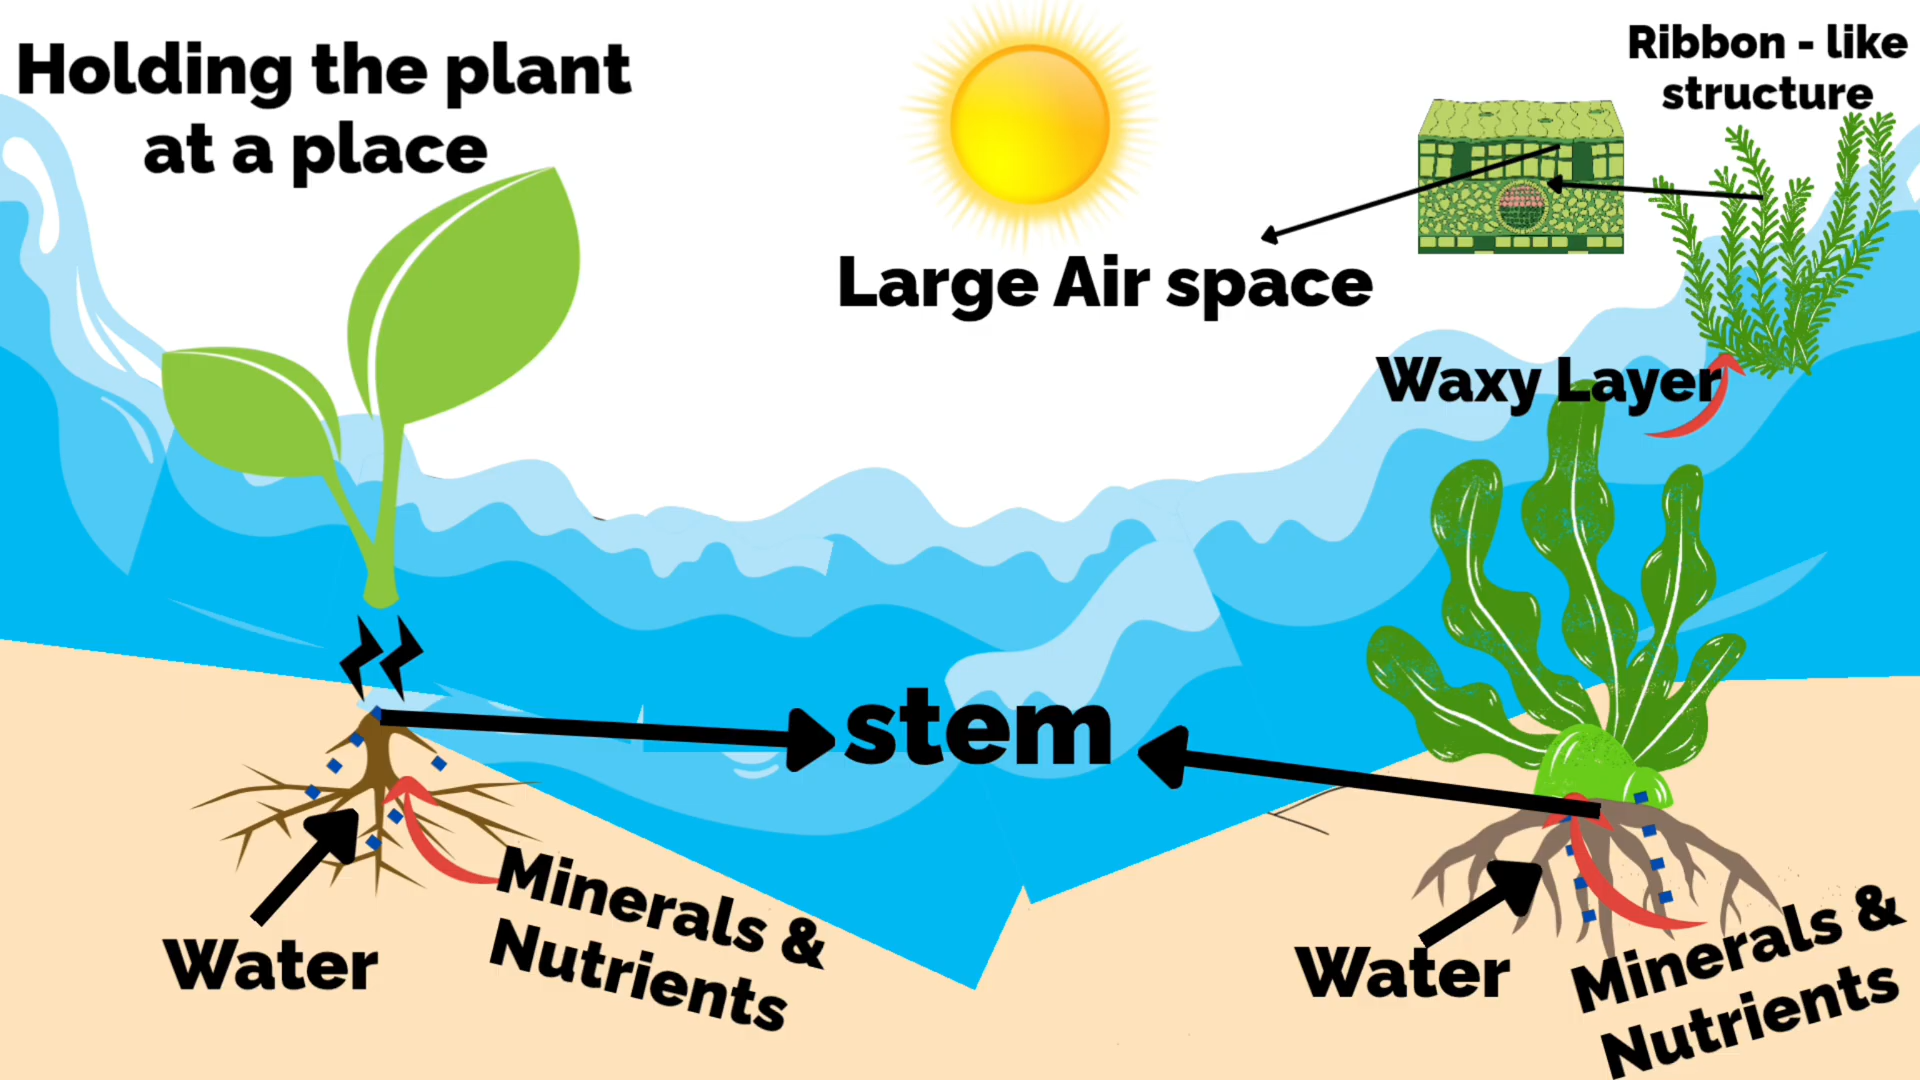 Holding the plant
at a place
Ribbon - like
structure
Large Air space
Waxy Layer
stem
Minerals &
Nutrients
Water
Water
Minerals &
Nutrients